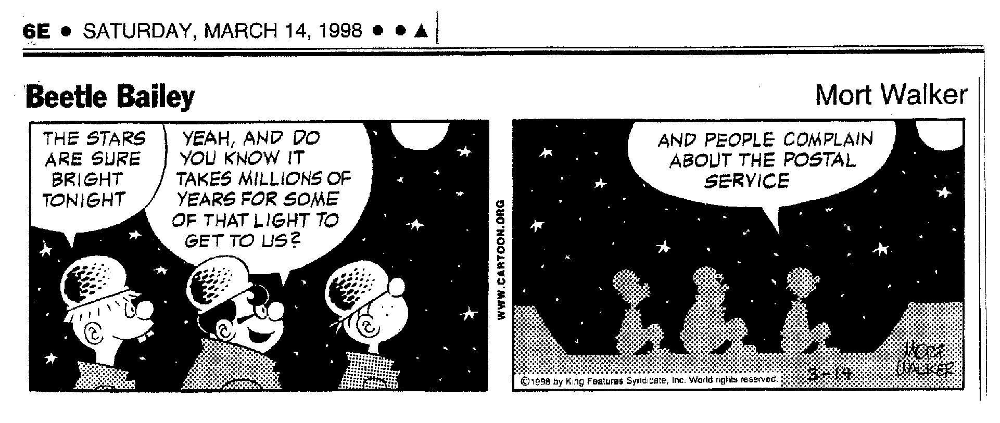 6E • SATURDAY, MARCH 14, 1998 • • ▲
Beetle Bailey
Mort Walker
THE STARS
ARE SURE
BRIGHT
TONIGHT
YEAH, AND DO
YOU KNOW IT
TAKES MILLIONS OF
YEARS FOR SOME
OF THAT LIGHT TO
GET TO US?
WWW.CARTOON.ORG
AND PEOPLE COMPLAIN
ABOUT THE POSTAL
SERVICE
MORT
WALKER
3-14
©1998 by King Features Syndicate, Inc. World rights reserved.